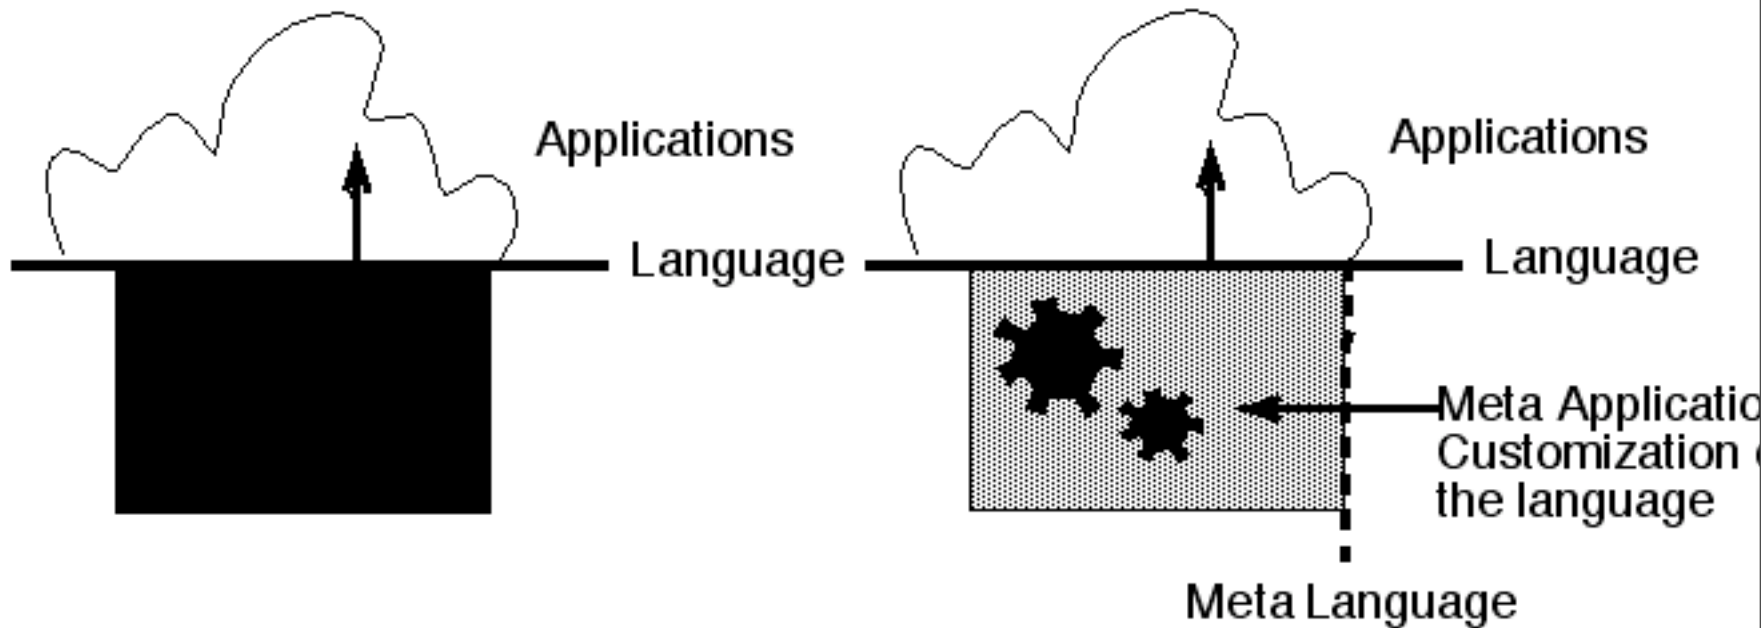 Applications
Language
Applications
Language
Meta Applicatio
Customization
the language
Meta Language